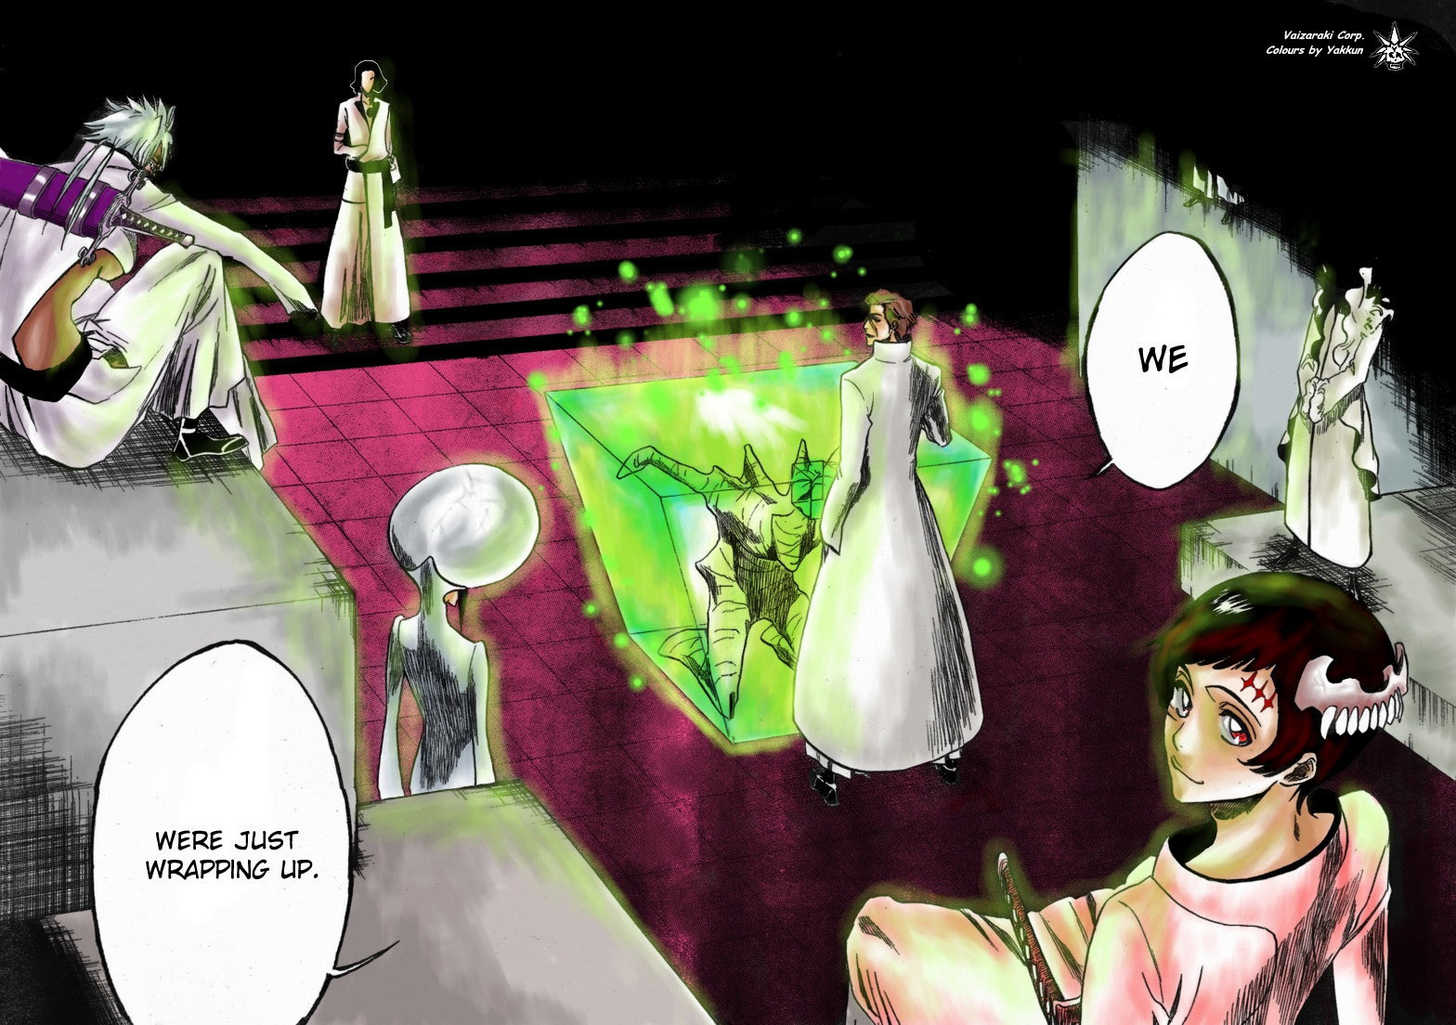 Vaizaraki Corp.
Colours by Yakkun
WE
WERE JUST
WRAPPING UP.